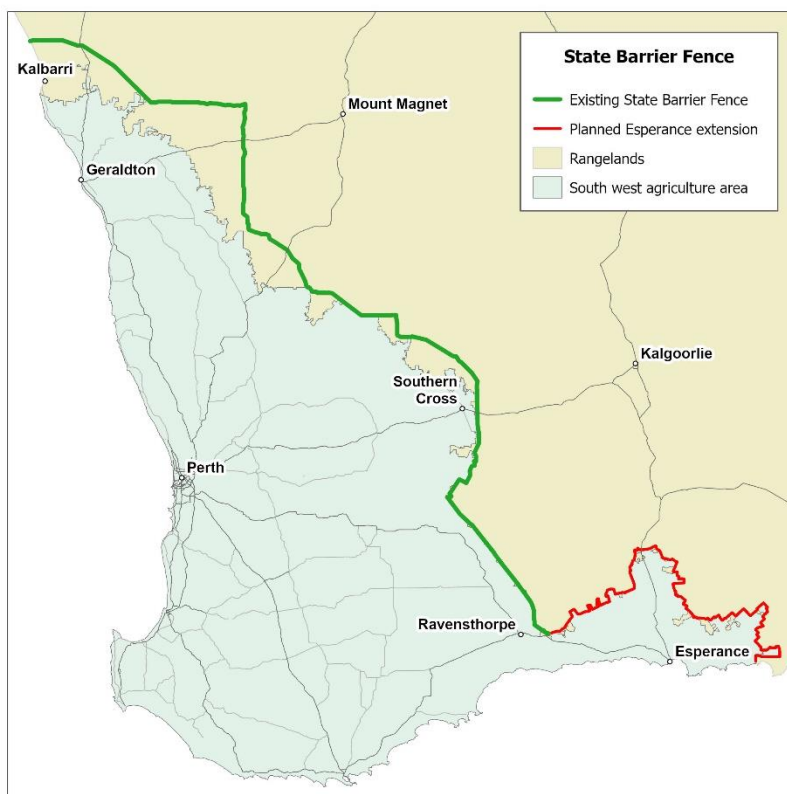 State Barrier Fence
Existing State Barrier Fence
Planned Esperance extension
Rangelands
South west agriculture area
Kalbarri
Mount Magnet
Geraldton
Kalgoorlie
Southern
Cross
Perth
Ravensthorpe
Esperance